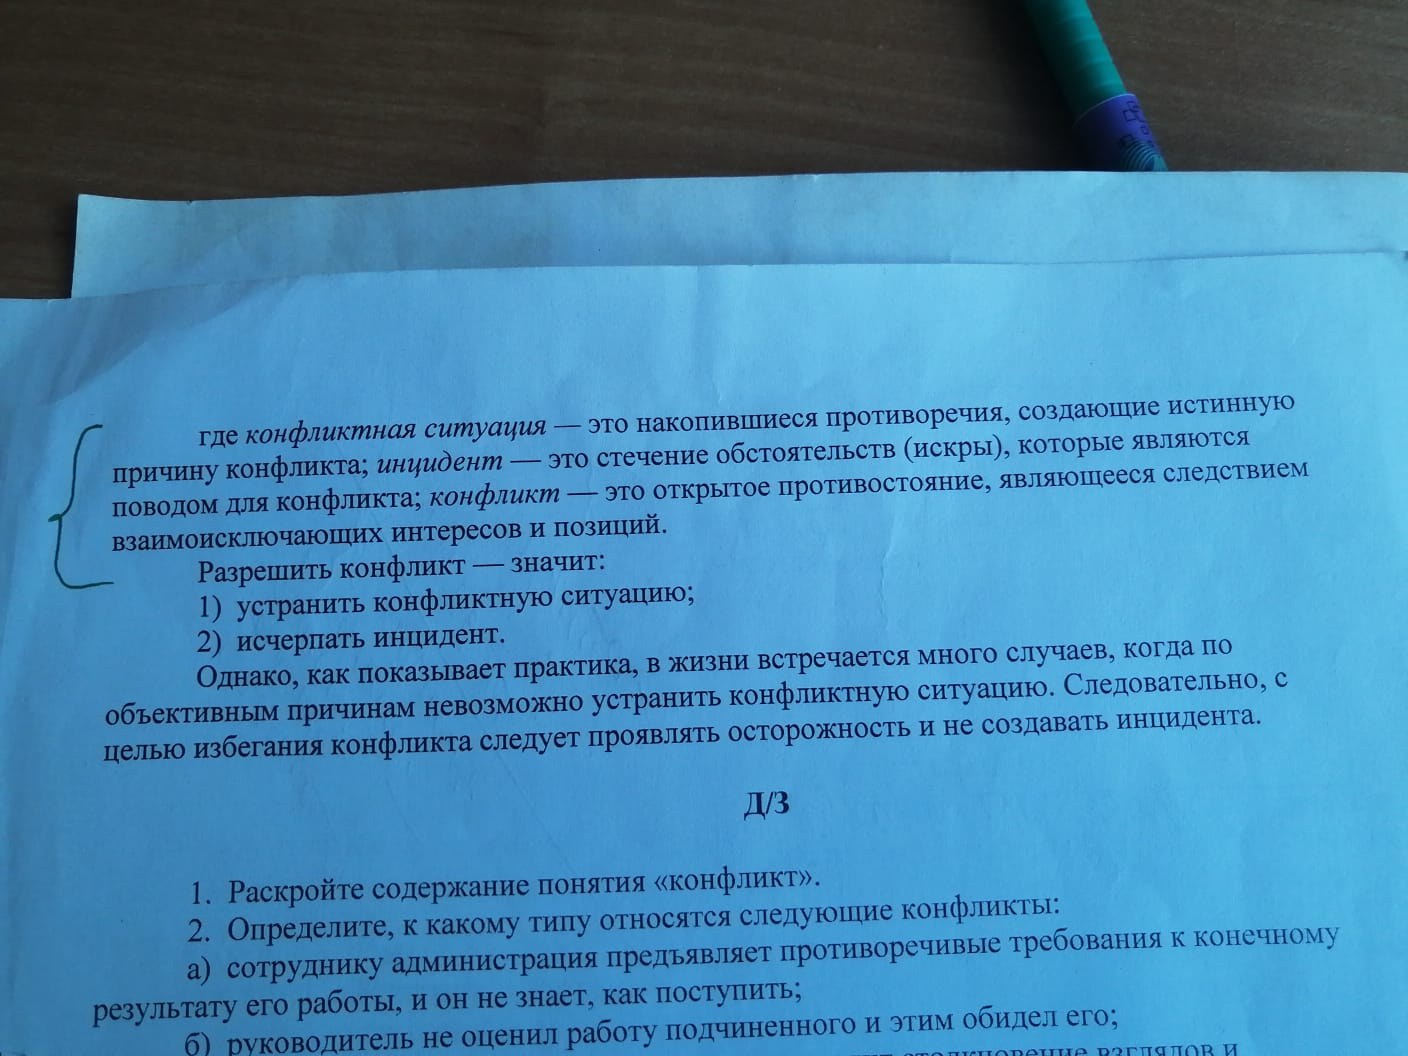 где конфликтная ситуация — это накопившиеся противоречия, создающие истинную
причину конфликта; инцидент — это стечение обстоятельств (искры), которые являются
поводом для конфликта; конфликт — это открытое противостояние, являющееся следствием
взаимоисключающих интересов и позиций.
Разрешить конфликт — значит:
1) устранить конфликтную ситуацию;
2) исчерпать инцидент.
Однако, как показывает практика, в жизни встречается много случаев, когда по
объективным причинам невозможно устранить конфликтную ситуацию. Следовательно, с
целью избегания конфликта следует проявлять осторожность и не создавать инцидента.
Д/З
1. Раскройте содержание понятия «конфликт».
2. Определите, к какому типу относятся следующие конфликты:
а) сотруднику администрация предъявляет противоречивые требования к конечному
результату его работы, и он не знает, как поступить;
б) руководитель не оценил работу подчиненного и этим обидел его;
столкновение взглядов и